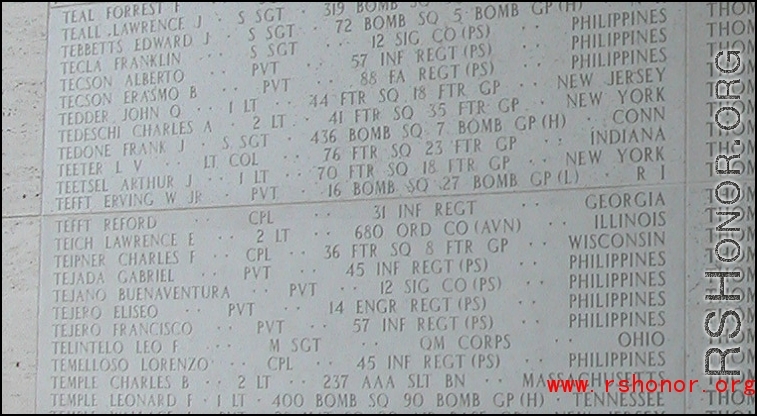 TEAL FORREST F
TEALL LAWRENCE J · S SGT · 319 BOMB
TEBBETTS EDWARD J · S SGT · 72 BOMB SQ 5 BOMB GP (H)
TECLA FRANKLIN · S SGT · 12 SIG CO (PS) · PHILIPPINES
TECSON ALBERTO · PVT · 57 INF REGT (PS) · PHILIPPINES
TECSON ERASMO B · PVT · 88 FA REGT (PS) · PHILIPPINES
TEDDER JOHN Q · 1 LT · 44 FTR SQ 18 FTR GP · NEW JERSEY
TEDESCHI CHARLES A · 2 LT · 41 FTR SQ 35 FTR GP · NEW YORK
TEDONE FRANK J · S SGT · 436 BOMB SQ 7 BOMB GP (H) · CONN
TEETER L V · LT COL · 76 FTR SQ 23 FTR GP · INDIANA
TEETSEL ARTHUR J · 1 LT · 70 FTR SQ 18 FTR GP · NEW YORK
TEFFT ERVING W JR · PVT · 16 BOMB SQ 27 BOMB GP (L) · R I
TEFFT REFORD · CPL · 31 INF REGT · GEORGIA
TEICH LAWRENCE E · 2 LT · 680 ORD CO (AVN) · ILLINOIS
TEIPNER CHARLES F · CPL · 36 FTR SQ 8 FTR GP · WISCONSIN
TEJADA GABRIEL · PVT · 45 INF REGT (PS) · PHILIPPINES
TEJANO BUENAVENTURA · PVT · 12 SIG CO (PS) · PHILIPPINES
TEJERO ELISEO · PVT · 14 ENGR REGT (PS) · PHILIPPINES
TEJERO FRANCISCO · PVT · 57 INF REGT (PS) · PHILIPPINES
TELINTELO LEO F · M SGT · QM CORPS · OHIO
TEMELLOSO LORENZO · CPL · 45 INF REGT (PS) · PHILIPPINES
TEMPLE CHARLES B · 2 LT · 237 AAA SLT BN · MASSACHUSETTS
TEMPLE LEONARD F · 1 LT · 400 BOMB SQ 90 BOMB GP (H) · TENNESSEE
RSHONOR.ORG
www.rshonor.org